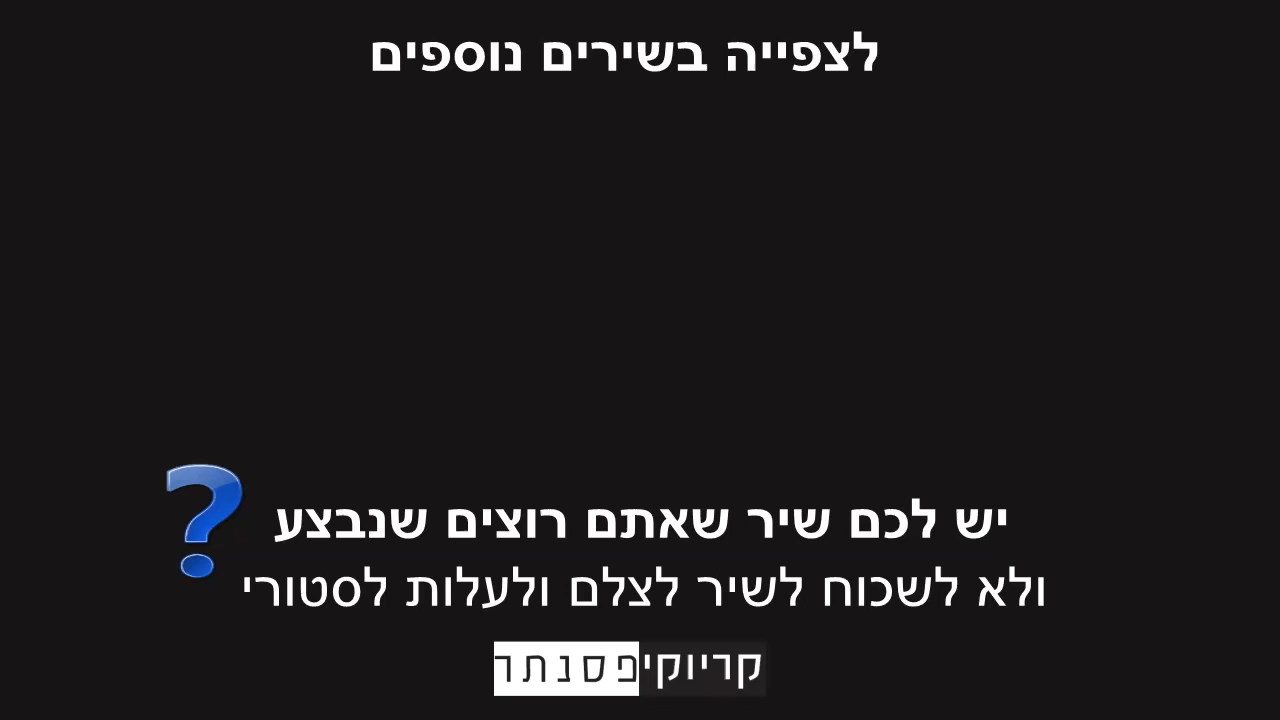 לצפייה בשירים נוספים
יש לכם שיר שאתם רוצים שנבצע?
ולא לשכוח לשיר לצלם ולעלות לסטורי
קריוקיפסנתר